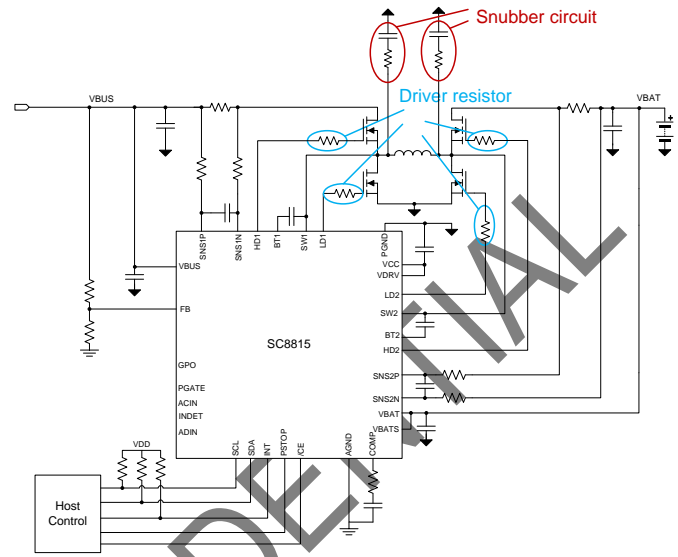 Snubber circuit
VBUS
Driver resistor
VBAT
SNS1P
SNS1N
HD1
BT1
SW1
LD1
PGND
VBUS
VCC
VDRV
LD2
FB
SW2
BT2
SC8815
HD2
GPO
SNS2P
PGATE
ACIN
SNS2N
INDET
VBAT
ADIN
VBATS
VDD
SCL
SDA
INT
PSTOP
/CE
AGND
COMP
Host
Control
DENTIAL